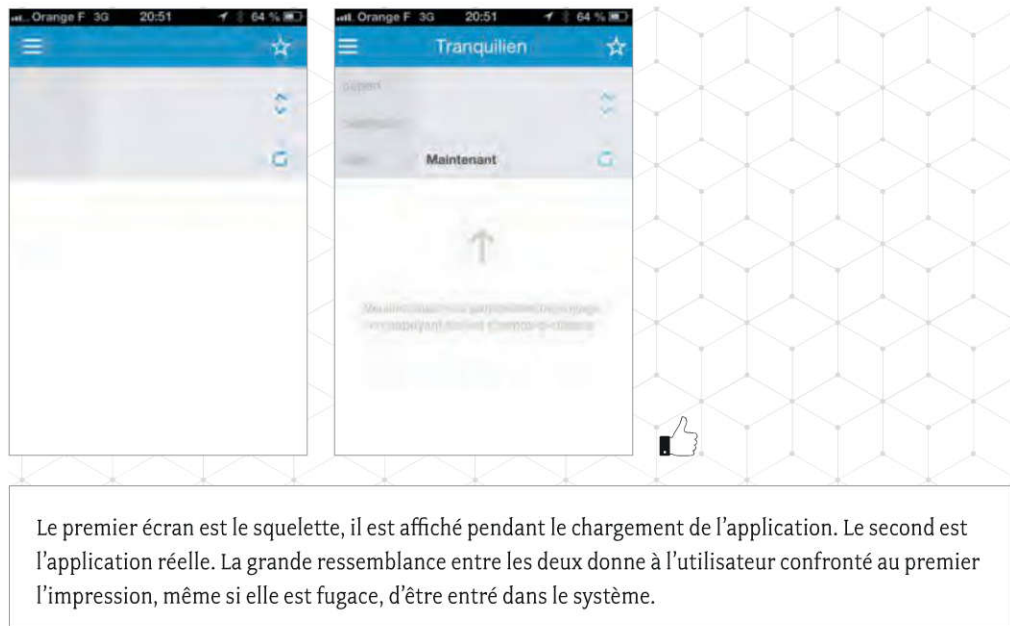 Orange F 3G 20:51 64 %
Orange F 3G 20:51 64 %
Tranquilien
Maintenant
Le premier écran est le squelette, il est affiché pendant le chargement de l'application. Le second est
l'application réelle. La grande ressemblance entre les deux donne à l'utilisateur confronté au premier
l'impression, même si elle est fugace, d'être entré dans le système.